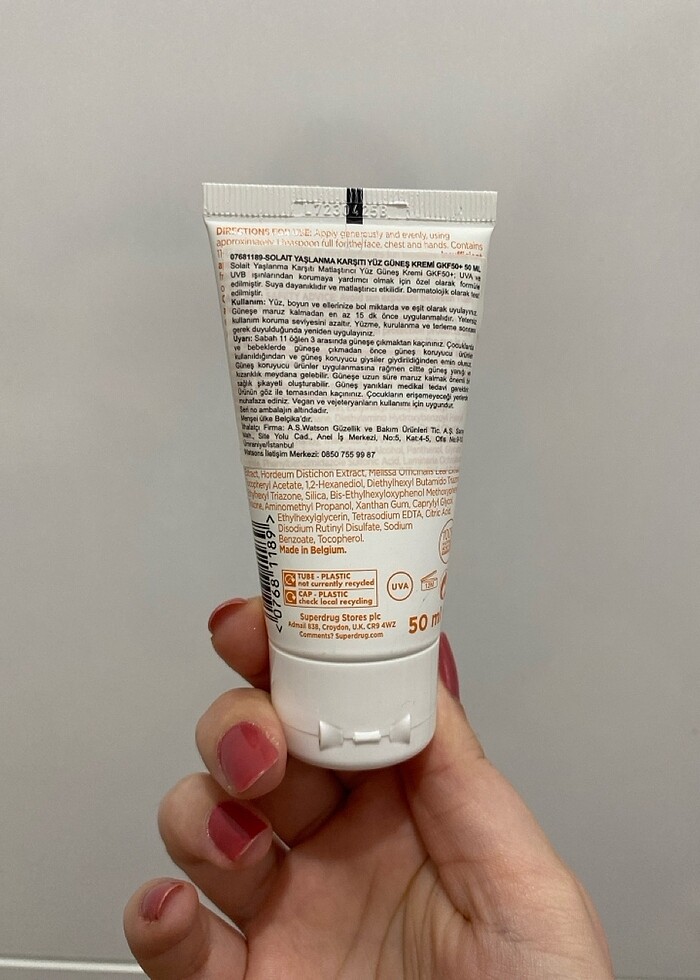 DIRECTIONS FOR USE: Apply generously and evenly, using
approximately 1 teaspoon full for the face, chest and hands. Contains
07681189-SOLAIT YAŞLANMA KARŞITI YÜZ GÜNEŞ KREMİ GKF50+ 50 ML
Solait Yaşlanma Karşıtı Matlaştırıcı Yüz Güneş Kremi GKF50+; UVA ve
UVB ışınlarından korumaya yardımcı olmak için özel olarak formüle
edilmiştir. Suya dayanıklıdır ve matlaştırıcı etkilidir. Dermatolojik olarak test
edilmiştir.
Kullanım: Yüz, boyun ve ellerinize bol miktarda ve eşit olarak uygulayınız.
Güneşe maruz kalmadan en az 15 dk önce uygulanmalıdır. Yetersiz
kullanım koruma seviyesini azaltır. Yüzme, kurulanma ve terleme sonrası
gerek duyulduğunda yeniden uygulayınız.
Uyarı: Sabah 11 öğlen 3 arasında güneşe çıkmaktan kaçınınız. Çocuklarda
ve bebeklerde güneşe çıkmadan önce güneş koruyucu ürünler
kullanıldığından ve güneş koruyucu giysiler giydirildiğinden emin olunuz.
Güneş koruyucu ürünler uygulanmasına rağmen ciltte güneş yanığı ve
kızarıklık meydana gelebilir. Güneşe uzun süre maruz kalmak önemli bir
sağlık şikayeti oluşturabilir. Güneş yanıkları medikal tedavi gerektirir.
Ürünün göz ile temasından kaçınınız. Çocukların erişemeyeceği yerlerde
muhafaza ediniz. Vegan ve vejeteryanların kullanımı için uygundur.
Seri no ambalajın altındadır.
Menşei ülke Belçika'dır.
İthalatçı Firma: A.S.Watson Güzellik ve Bakım Ürünleri Tic. A.Ş. Saray
Mah., Site Yolu Cad., Anel İş Merkezi, No:5, Kat:4-5, Ofis No:9-10
Ümraniye/İstanbul
Watsons İletişim Merkezi: 0850 755 99 87
Extract, Hordeum Distichon Extract, Melissa Officinalis Leaf Extract
Tocopheryl Acetate, 1,2-Hexanediol, Diethylhexyl Butamido Triazone
Ethylhexyl Triazone, Silica, Bis-Ethylhexyloxyphenol Methoxyphenyl
Aminomethyl Propanol, Xanthan Gum, Caprylyl Glycol
Ethylhexylglycerin, Tetrasodium EDTA, Citric Acid
Disodium Rutinyl Disulfate, Sodium
Benzoate, Tocopherol.
Made in Belgium.
<07681189>
TUBE - PLASTIC
not currently recycled
CAP - PLASTIC
check local recycling
UVA
12M
Superdrug Stores plc
Admail 838, Croydon, U.K. CR9 4WZ
Comments? Superdrug.com
50 ml